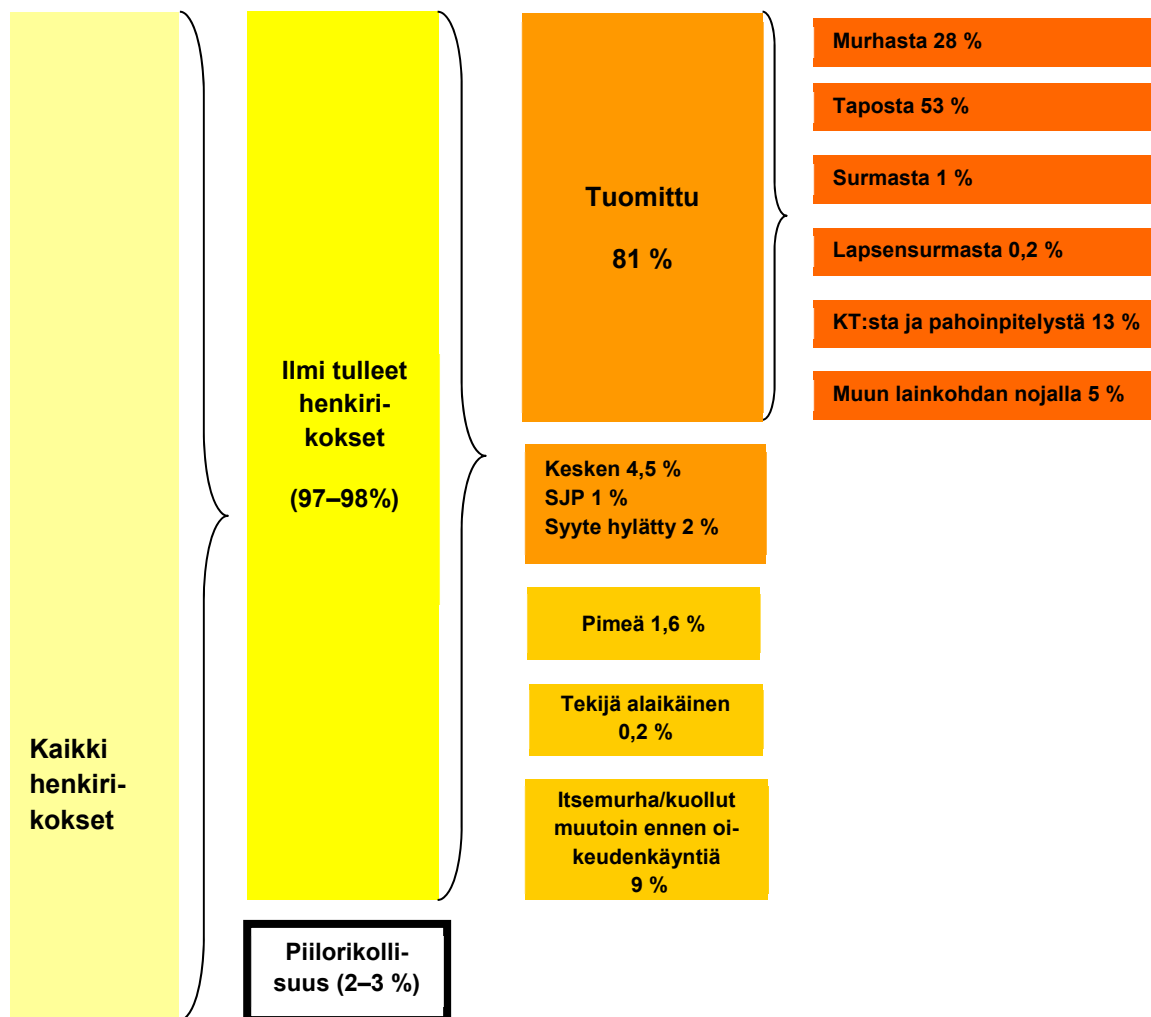 Kaikki
henkiri-
kokset
Ilmi tulleet
henkiri-
kokset
(97–98%)
Piilorikolli-
suus (2–3 %)
Tuomittu
81 %
Kesken 4,5 %
SJP 1 %
Syyte hylätty 2 %
Pimeä 1,6 %
Tekijä alaikäinen
0,2 %
Itsemurha/kuollut
muutoin ennen oi-
keudenkäyntiä
9 %
Murhasta 28 %
Taposta 53 %
Surmasta 1 %
Lapsensurmasta 0,2 %
KT:sta ja pahoinpitelystä 13 %
Muun lainkohdan nojalla 5 %